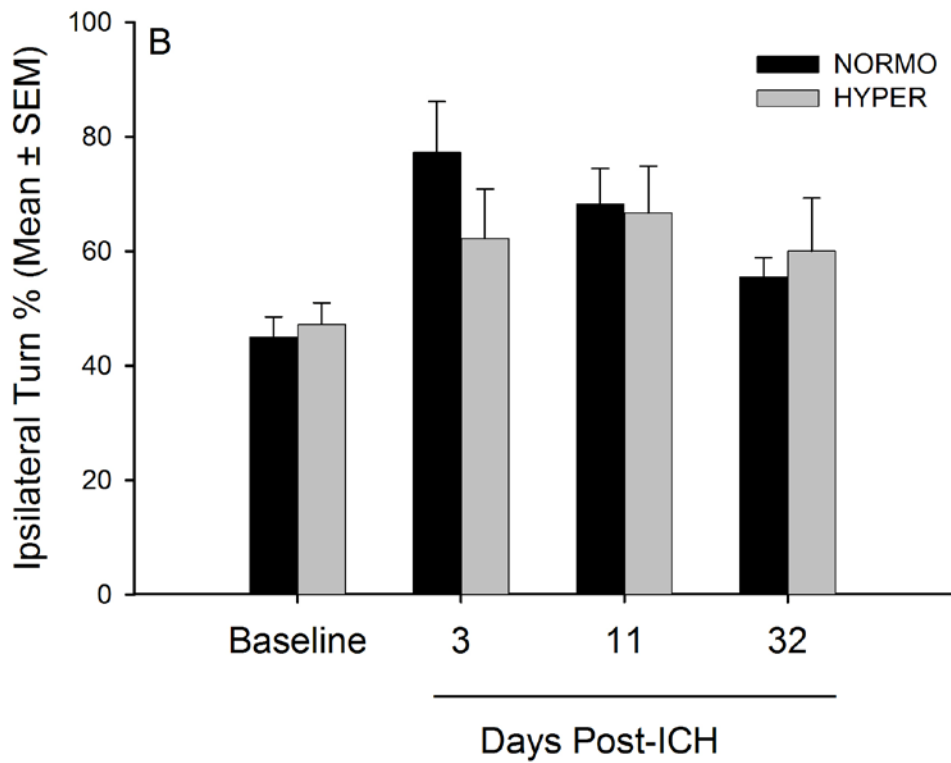 B
NORMO
HYPER
Ipsilateral Turn % (Mean ± SEM)
100
80
60
40
20
0
Baseline 3 11 32
Days Post-ICH